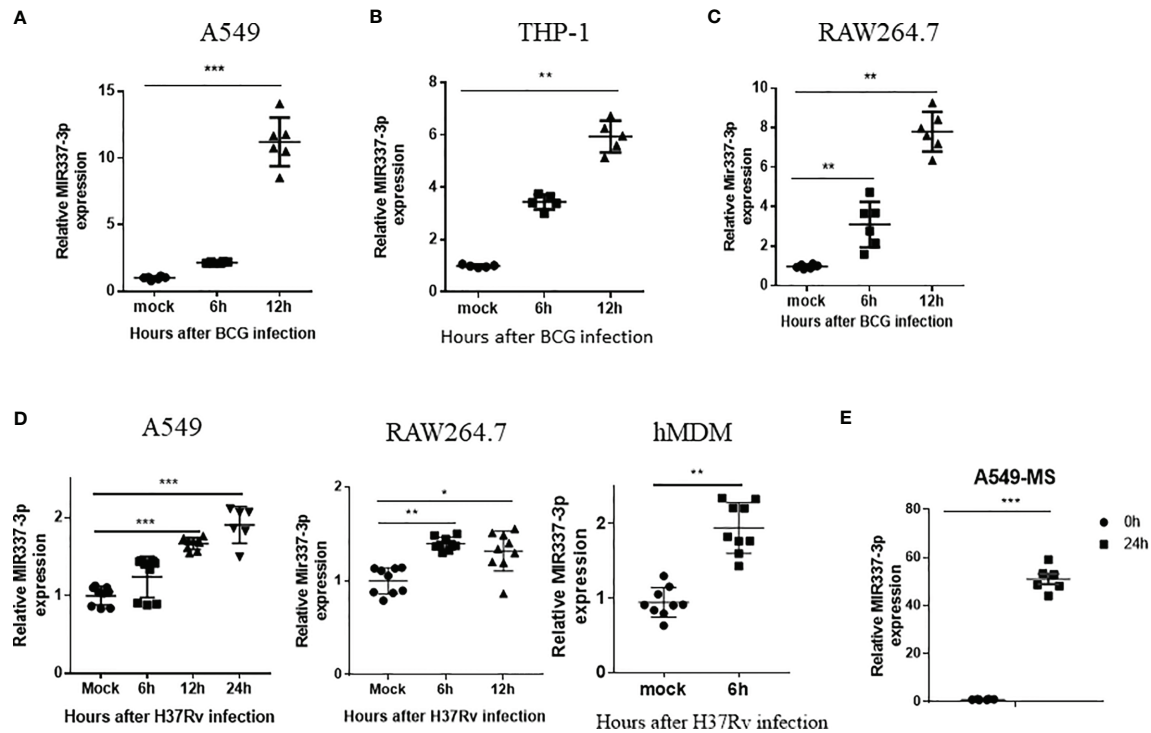 A
A549
***
15
10
5
0
Relative MIR337-3p
expression
mock 6h 12h
Hours after BCG infection
B
THP-1
**
8
6
4
2
0
Relative MIR337-3p
expression
mock 6h 12h
Hours after BCG infection
C
RAW264.7
**
**
10
8
6
4
2
0
Relative Mir337-3p
expression
mock 6h 12h
Hours after BCG infection
D
A549
***
***
2
1
0
Relative MIR337-3p
expression
Mock 6h 12h 24h
Hours after H37Rv infection
RAW264.7
*
**
2
1
0
Relative Mir337-3p
expression
Mock 6h 12h
Hours after H37Rv infection
hMDM
**
2
1
0
Relative MIR337-3p
expression
mock 6h
Hours after H37Rv infection
E
A549-MS
***
80
60
40
20
0
Relative MIR337-3p
expression
0h
24h